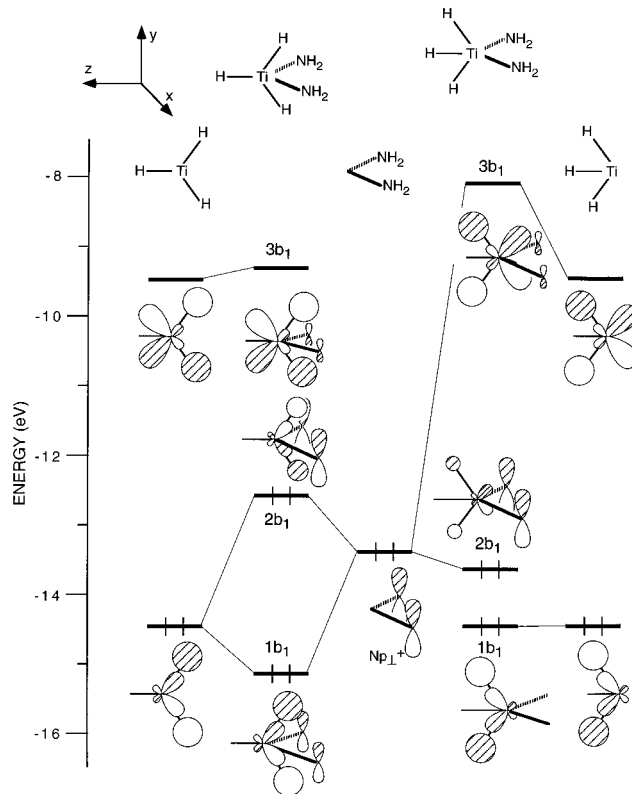 y
z
x
H
H
Ti
NH2
NH2
H
H
H
Ti
NH2
NH2
H
H
H
Ti
H
NH2
NH2
H
H
Ti
H
ENERGY (eV)
-8
-10
-12
-14
-16
3b1
3b1
2b1
2b1
Np⊥+
1b1
1b1